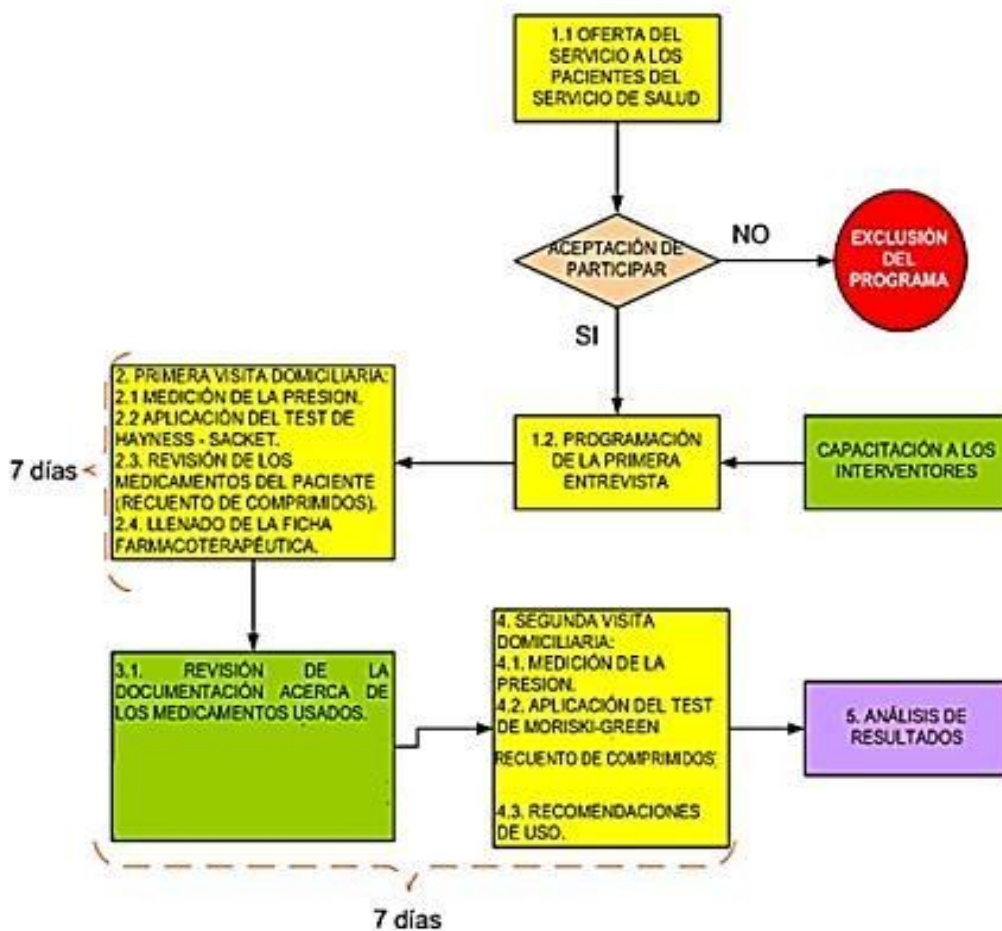 1.1 OFERTA DEL
SERVICIO A LOS
PACIENTES DEL
SERVICIO DE SALUD
ACEPTACIÓN DE
PARTICIPAR
NO
EXCLUSIÓN
DEL
PROGRAMA
SI
2. PRIMERA VISITA DOMICILIARIA:
2.1 MEDICIÓN DE LA PRESION.
2.2 APLICACIÓN DEL TEST DE
HAYNESS - SACKET.
2.3. REVISIÓN DE LOS
MEDICAMENTOS DEL PACIENTE
(RECUENTO DE COMPRIMIDOS).
2.4. LLENADO DE LA FICHA
FARMACOTERAPÉUTICA.
7 días
1.2. PROGRAMACIÓN
DE LA PRIMERA
ENTREVISTA
CAPACITACIÓN A LOS
INTERVENTORES
3.1. REVISIÓN DE LA
DOCUMENTACIÓN ACERCA DE
LOS MEDICAMENTOS USADOS.
4. SEGUNDA VISITA
DOMICILIARIA:
4.1. MEDICIÓN DE LA
PRESION.
4.2. APLICACIÓN DEL TEST
DE MORISKI-GREEN
RECUENTO DE COMPRIMIDOS;
4.3. RECOMENDACIONES
DE USO.
5. ANÁLISIS DE
RESULTADOS
7 días